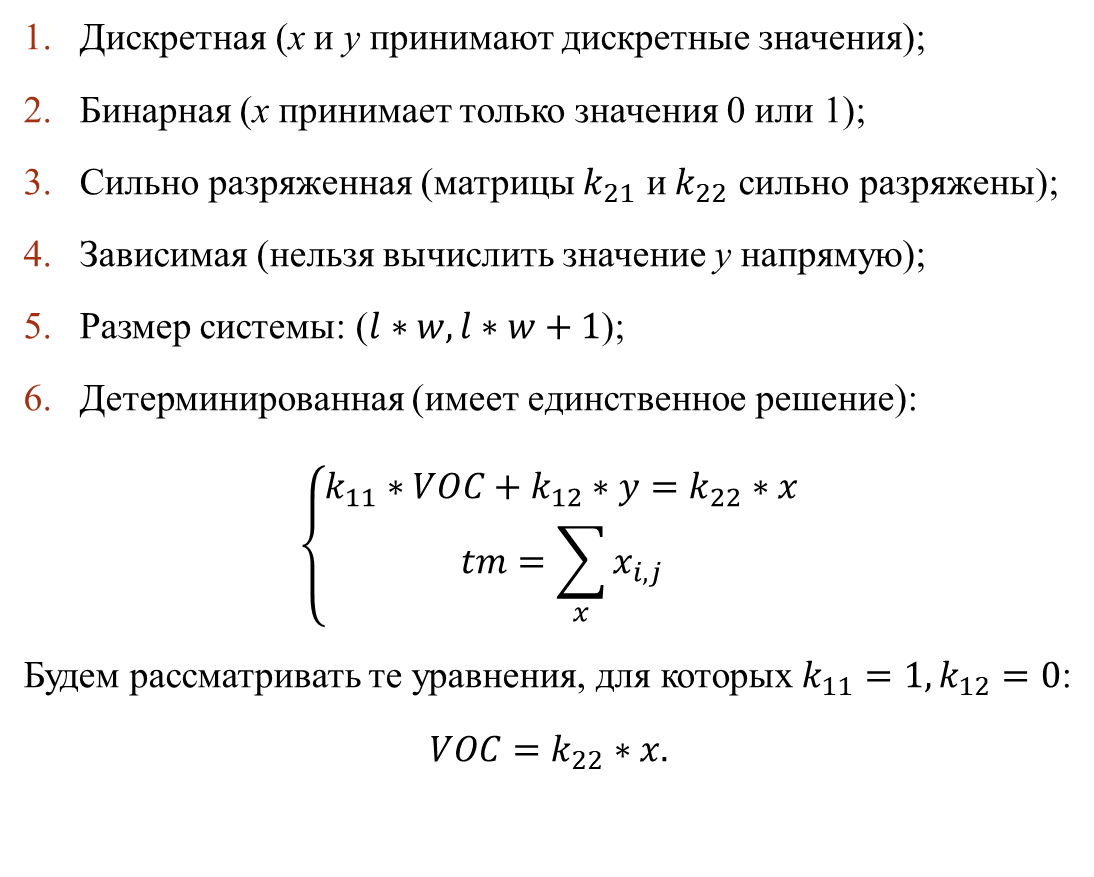 1. Дискретная (x и y принимают дискретные значения);
2. Бинарная (x принимает только значения 0 или 1);
3. Сильно разряженная (матрицы k₂₁ и k₂₂ сильно разряжены);
4. Зависимая (нельзя вычислить значение y напрямую);
5. Размер системы: (l ∗ w, l ∗ w + 1);
6. Детерминированная (имеет единственное решение):
k₁₁ ∗ VOC + k₁₂ ∗ y = k₂₂ ∗ x
tm = ∑ xᵢ,ⱼ
x
Будем рассматривать те уравнения, для которых k₁₁ = 1, k₁₂ = 0:
VOC = k₂₂ ∗ x.